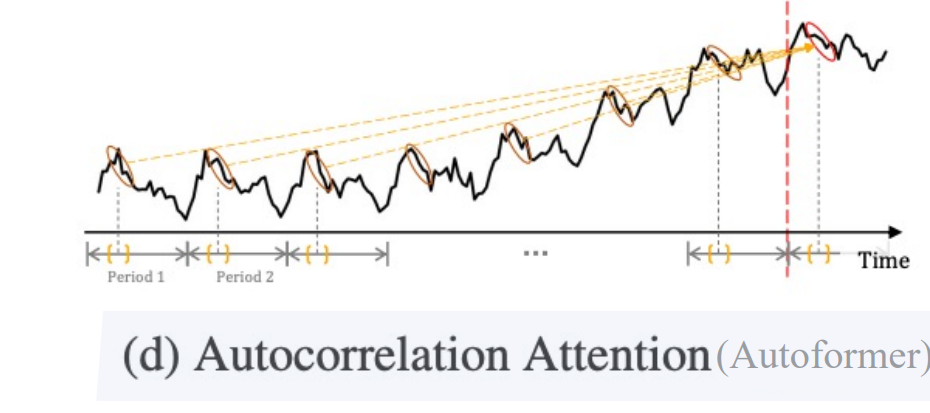 ...
Time
Period 1 Period 2
(d) Autocorrelation Attention (Autoformer)